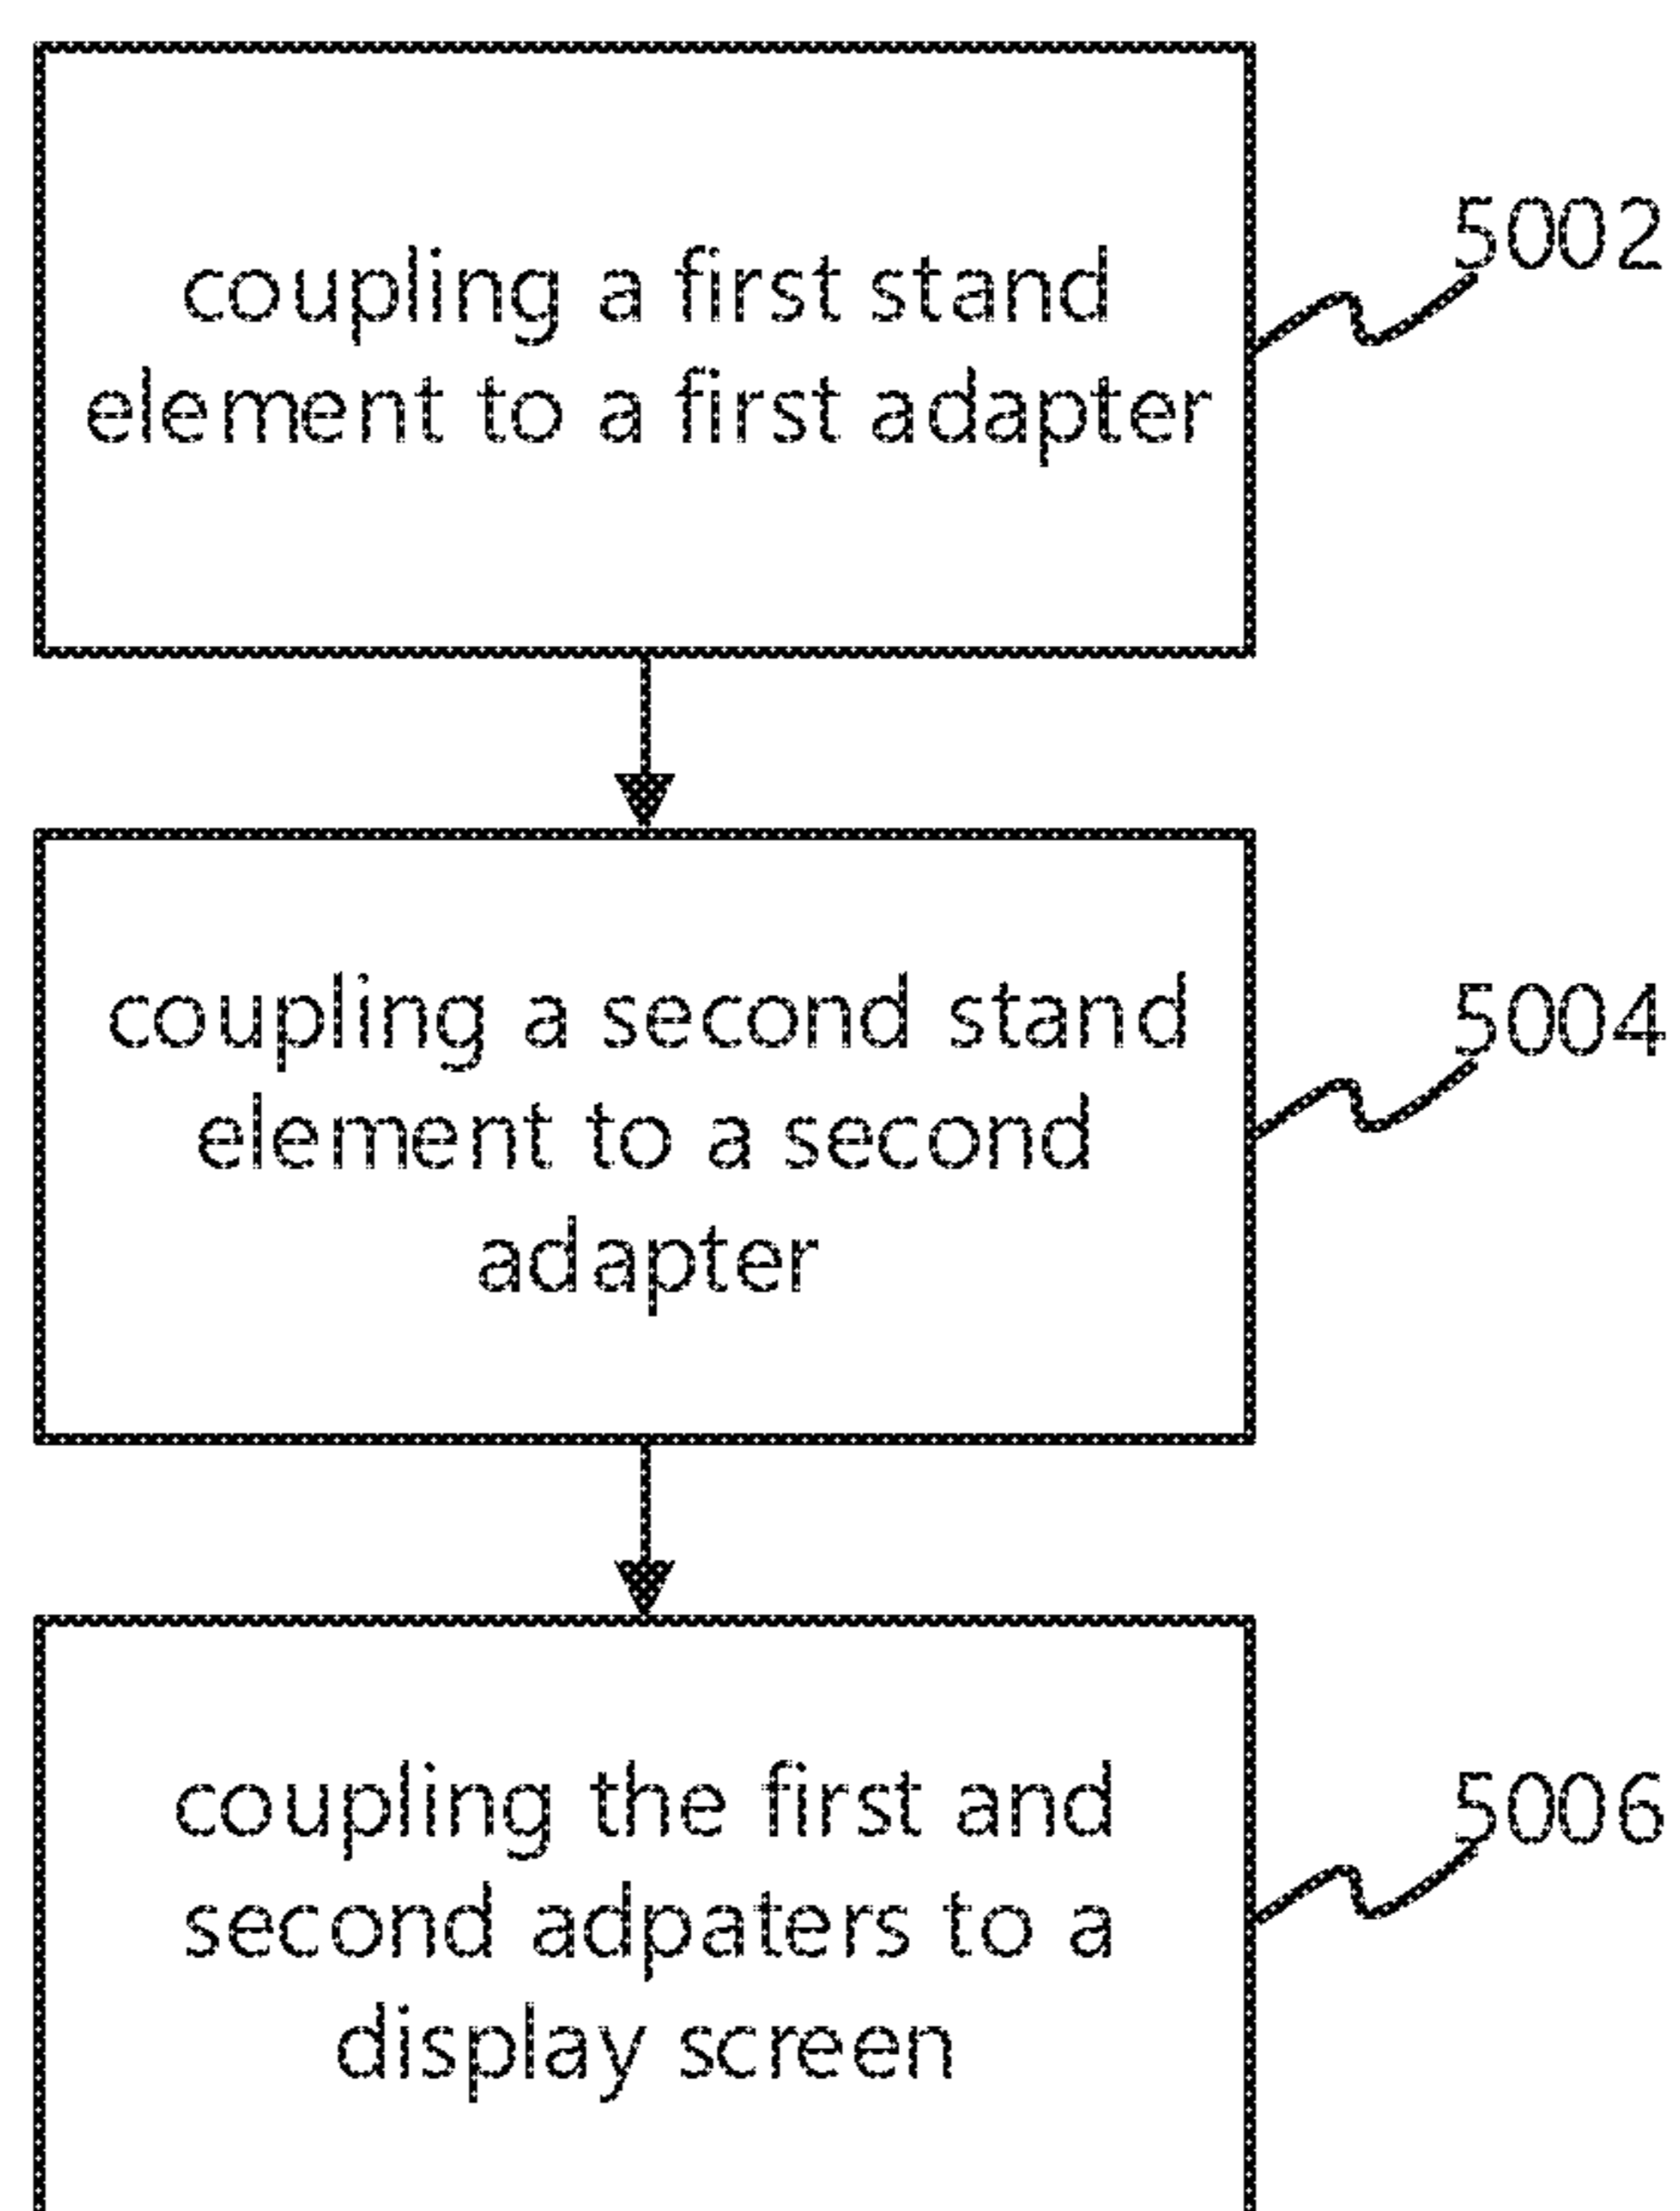 coupling a first stand
element to a first adapter
5002
coupling a second stand
element to a second
adapter
5004
coupling the first and
second adpaters to a
display screen
5006